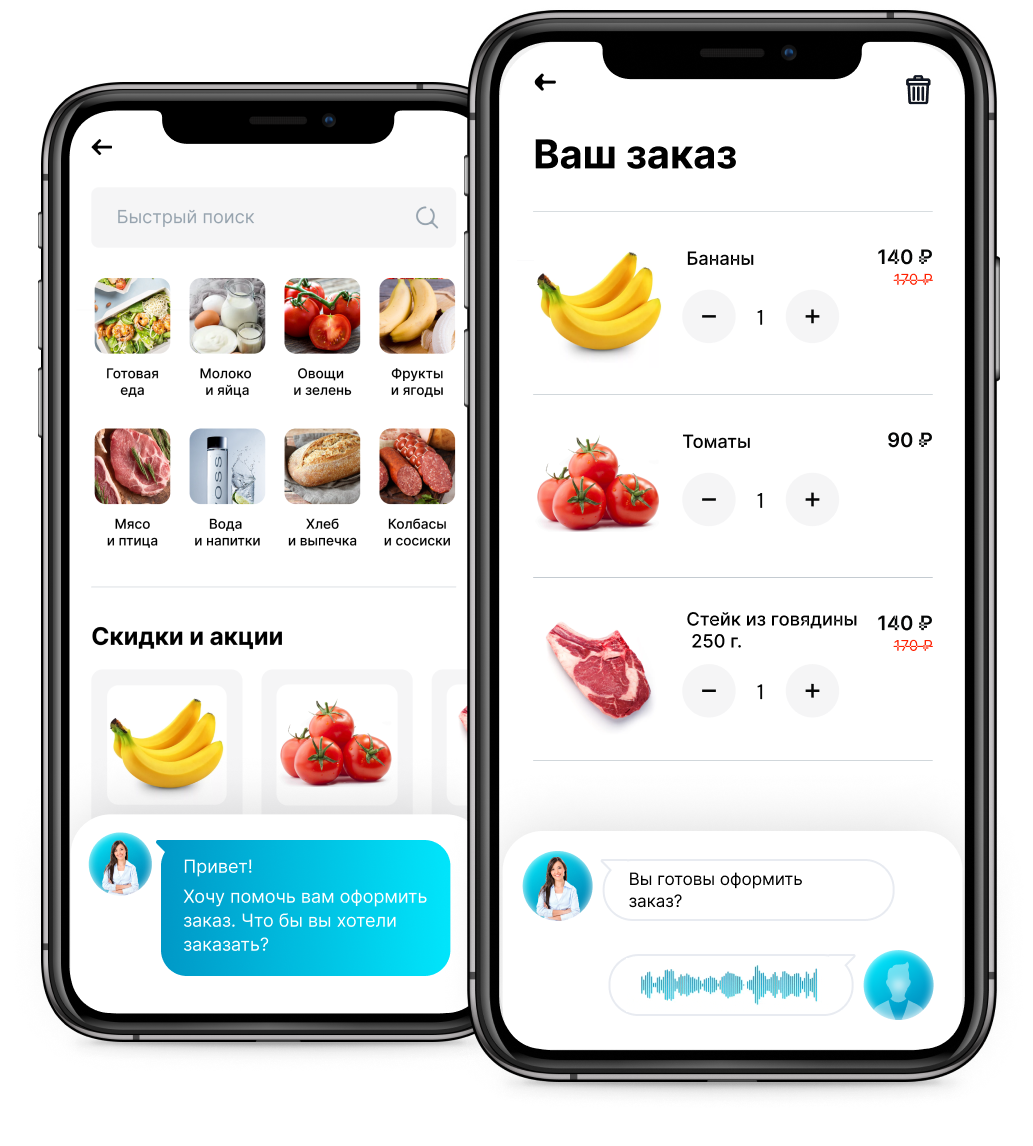 Быстрый поиск
Готовая
еда
Молоко
и яйца
Овощи
и зелень
Фрукты
и ягоды
Мясо
и птица
Вода
и напитки
Хлеб
и выпечка
Колбасы
и сосиски
Скидки и акции
Привет!
Хочу помочь вам оформить
заказ. Что бы вы хотели
заказать?
Ваш заказ
Бананы
140 ₽
170 ₽
1
Томаты
90 ₽
1
Стейк из говядины
250 г.
140 ₽
170 ₽
1
Вы готовы оформить
заказ?